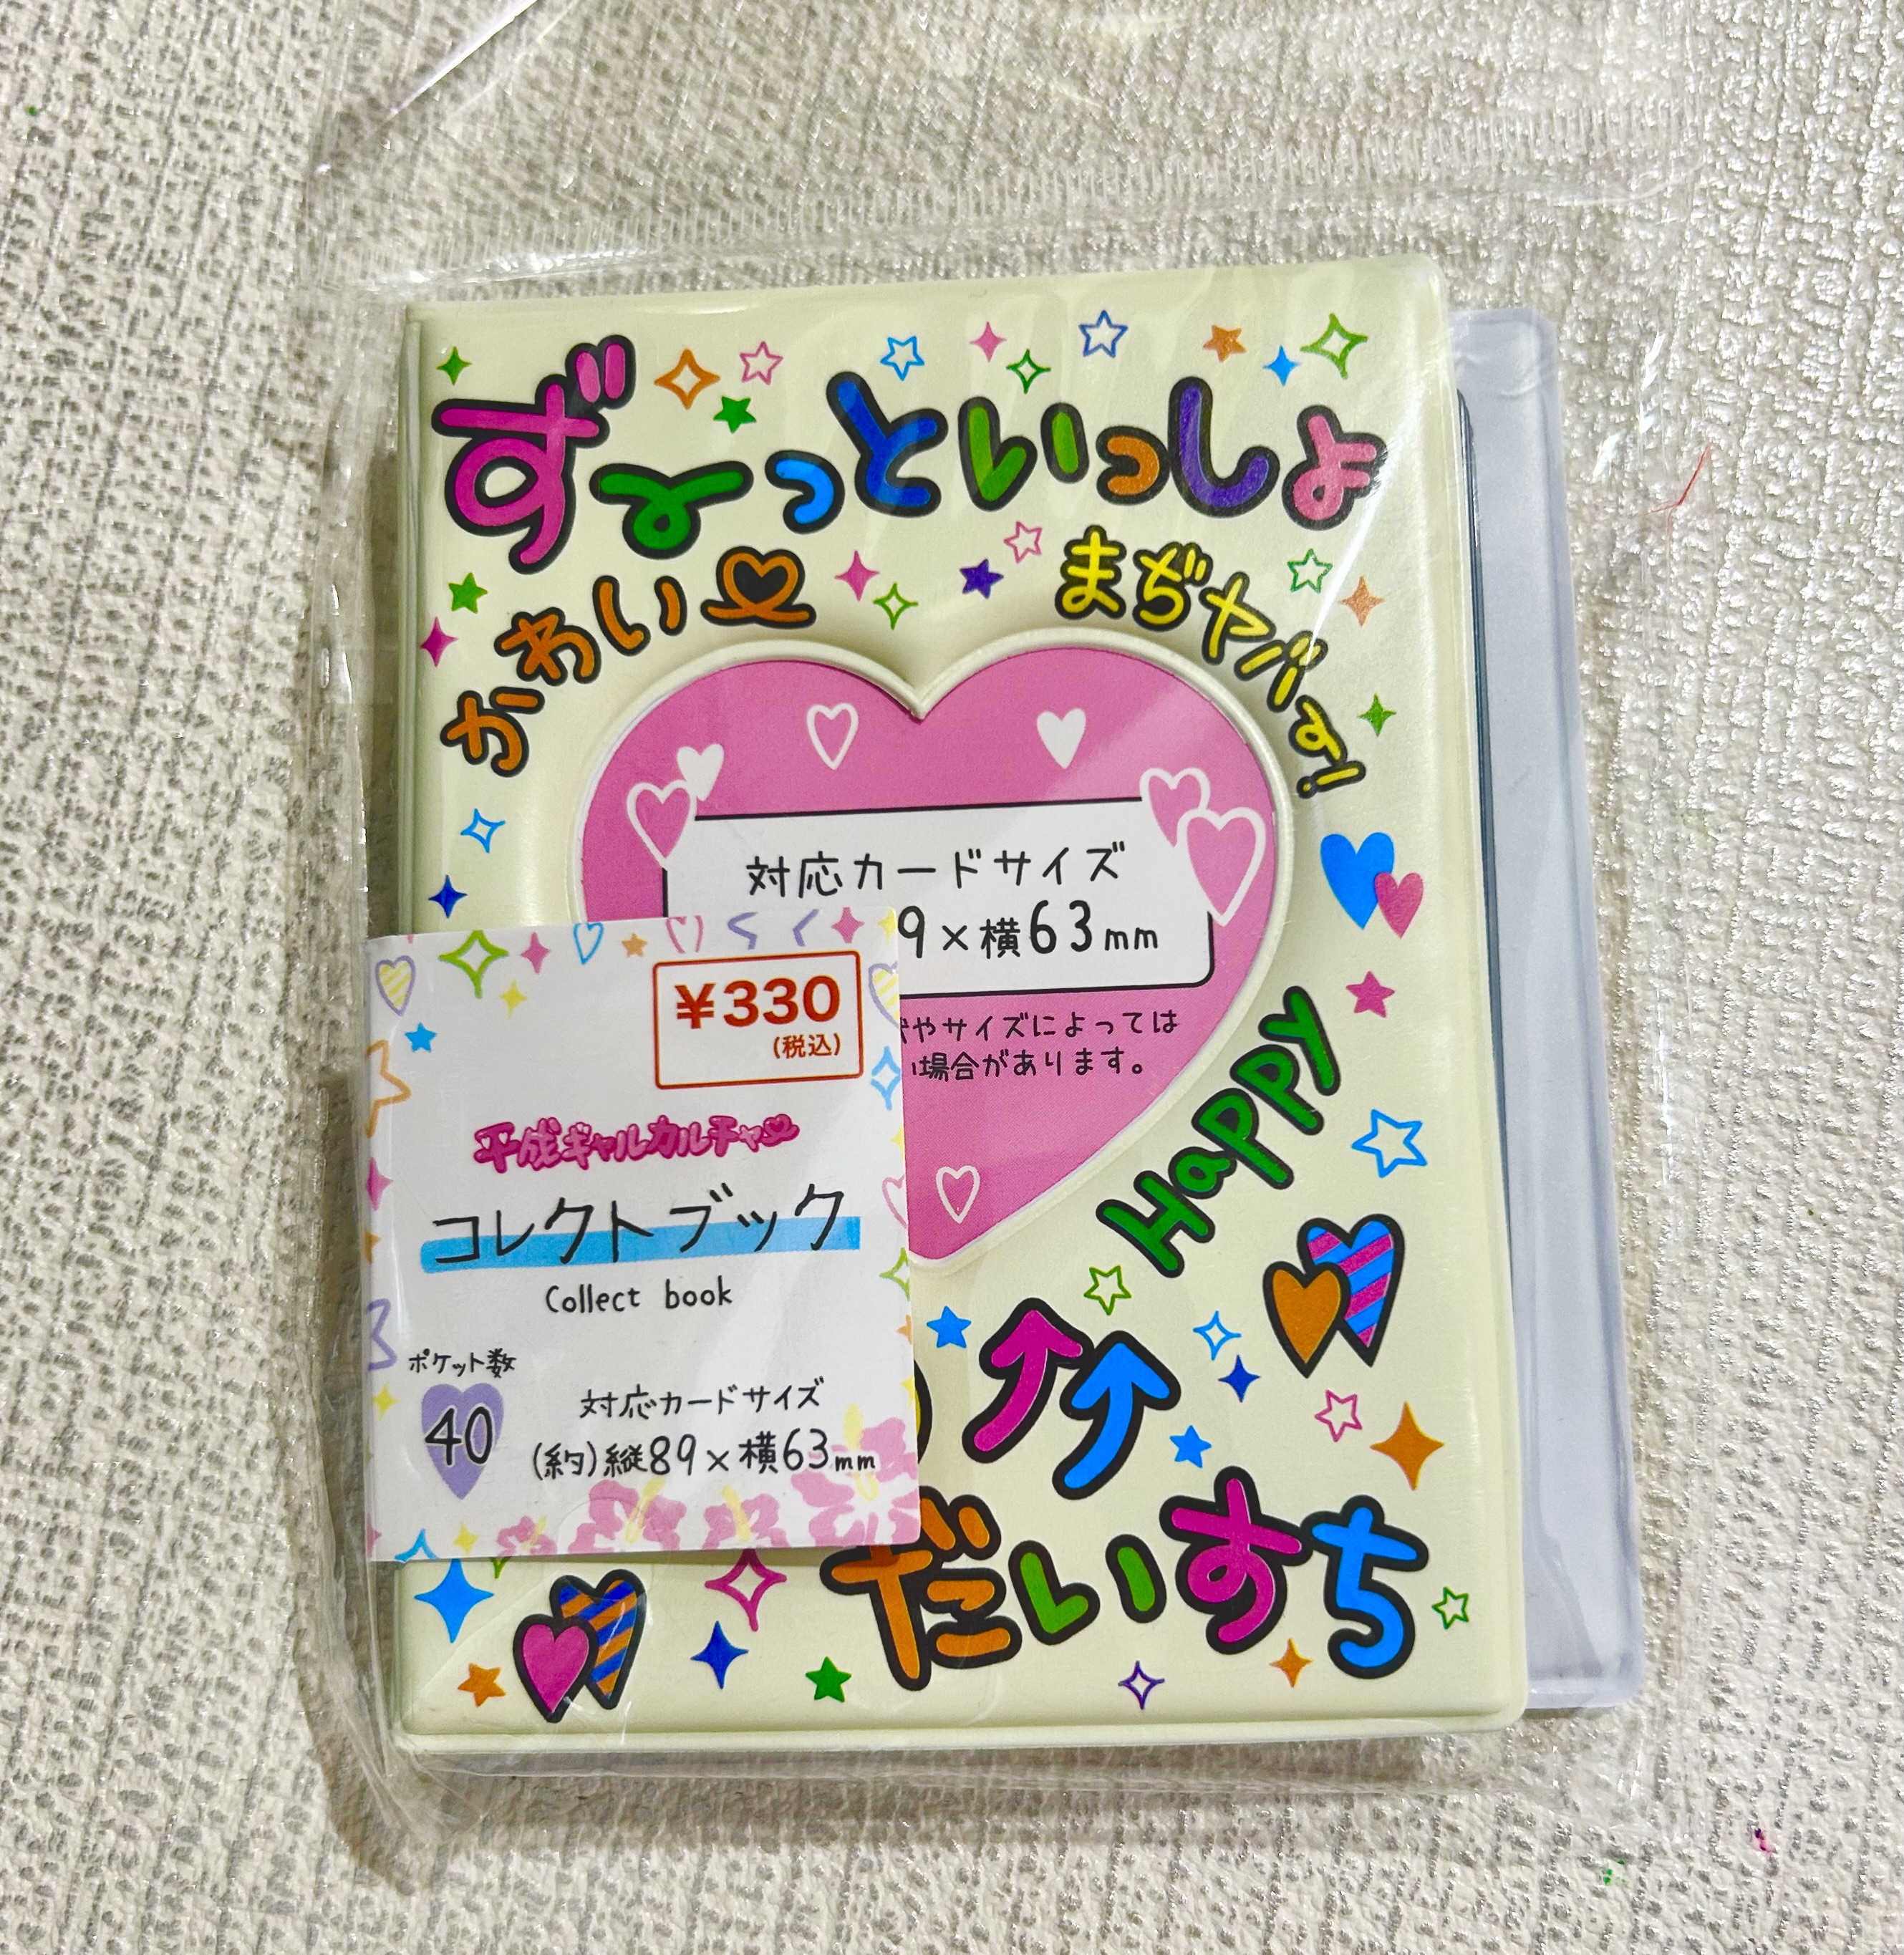 ずーっといっしょ
かわいい
まぢヤバっ!
対応カードサイズ
9×横63mm
やサイズによっては
い場合があります。
¥330
(税込)
平成ギャルカルチャー
コレクトブック
Collect book
ポケット数
40
対応カードサイズ
(約)縦89×横63mm
Happy
だいすち